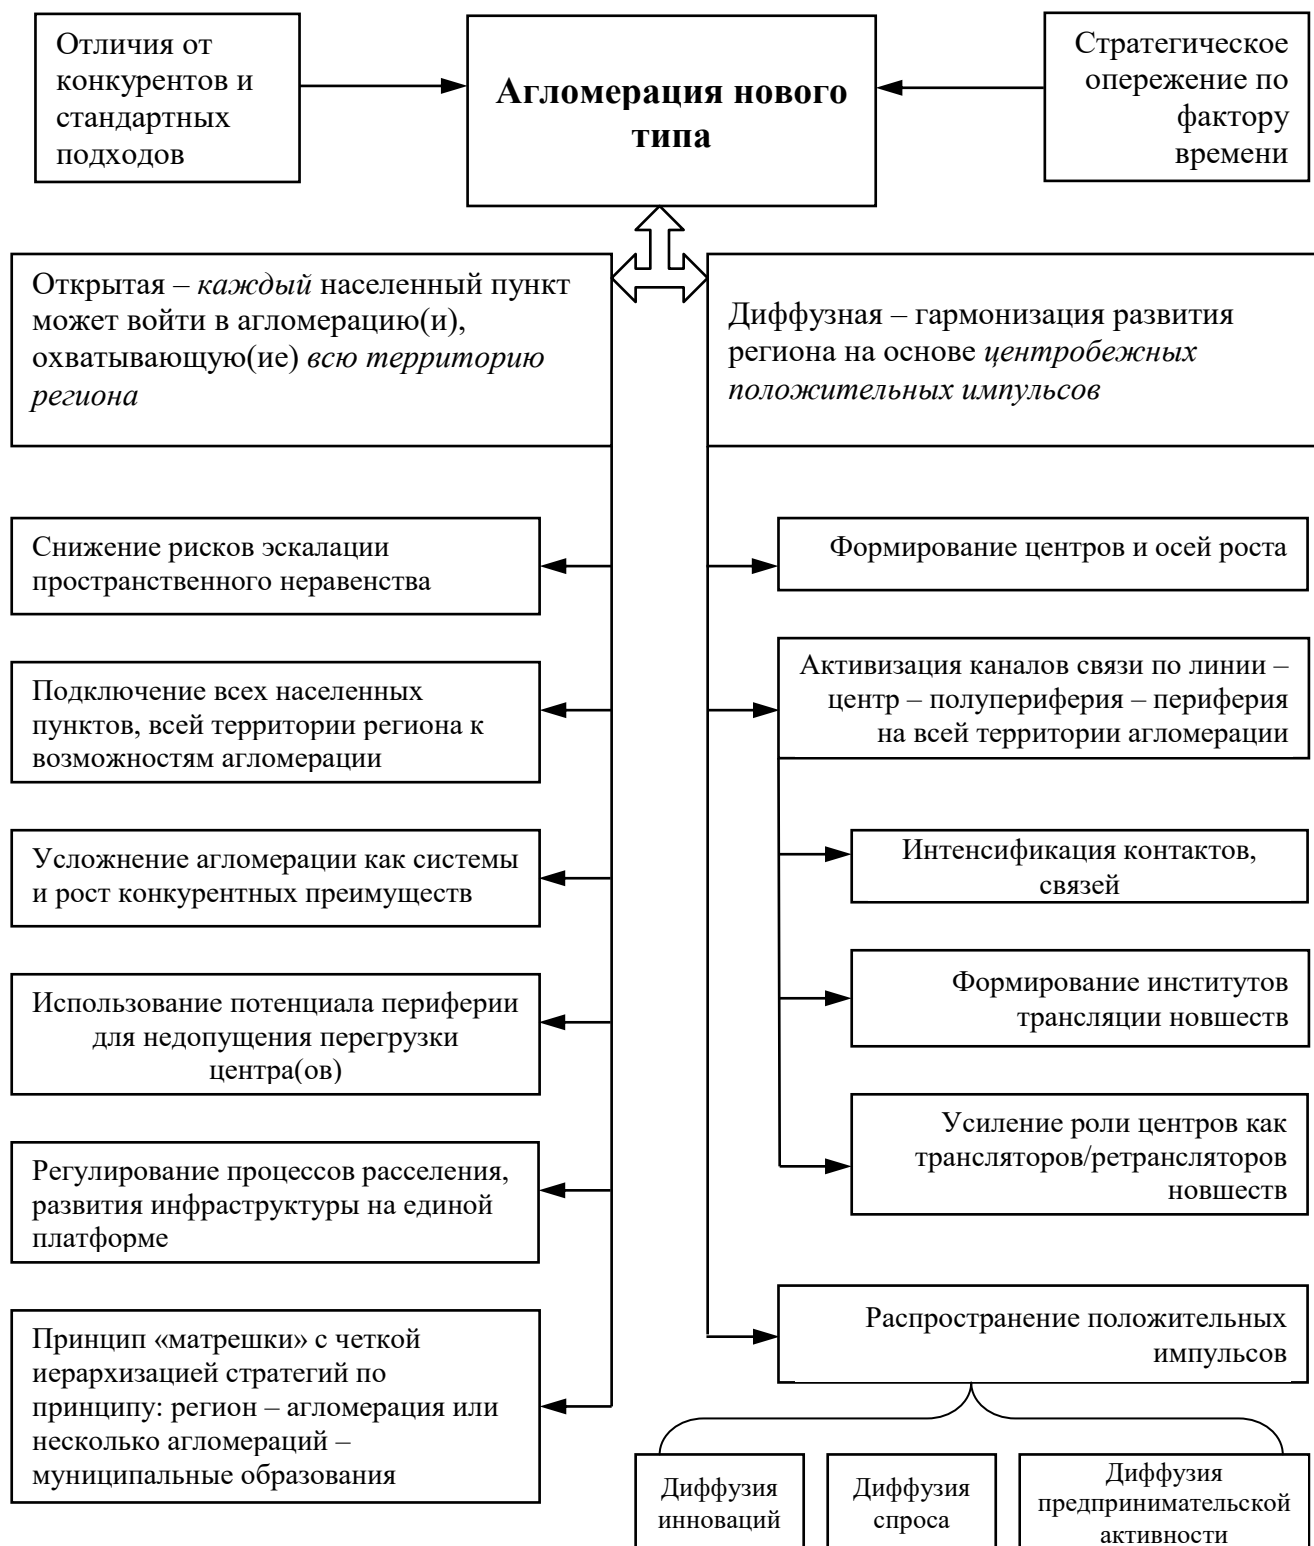 Отличия от
конкурентов и
стандартных
подходов
Агломерация нового
типа
Стратегическое
опережение по
фактору
времени
Открытая – каждый населенный пункт
может войти в агломерацию(и),
охватывающую(ие) всю территорию
региона
Диффузная – гармонизация развития
региона на основе центробежных
положительных импульсов
Снижение рисков эскалации
пространственного неравенства
Подключение всех населенных
пунктов, всей территрии региона к
возможностям агломерации
Усложнение агломерации как системы
и рост конкурентных преимуществ
Использование потенциала периферии
для недопущения перегрузки
центра(ов)
Регулирование процессов расселения,
развития инфраструктуры на единой
платформе
Принцип «матрешки» с четкой
иерархизацией стратегий по
принципу: регион – агломерация или
несколько агломераций –
муниципальные образования
Формирование центров и осей роста
Активизация каналов связи по линии –
центр – полупериферия – периферия
на всей территории агломерации
Интенсификация контактов,
связей
Формирование институтов
трансляции новшеств
Усиление роли центров как
трансляторов/ретрансляторов
новшеств
Распространение положительных
импульсов
Диффузия
инноваций
Диффузия
спроса
Диффузия
предпринимательской
активности